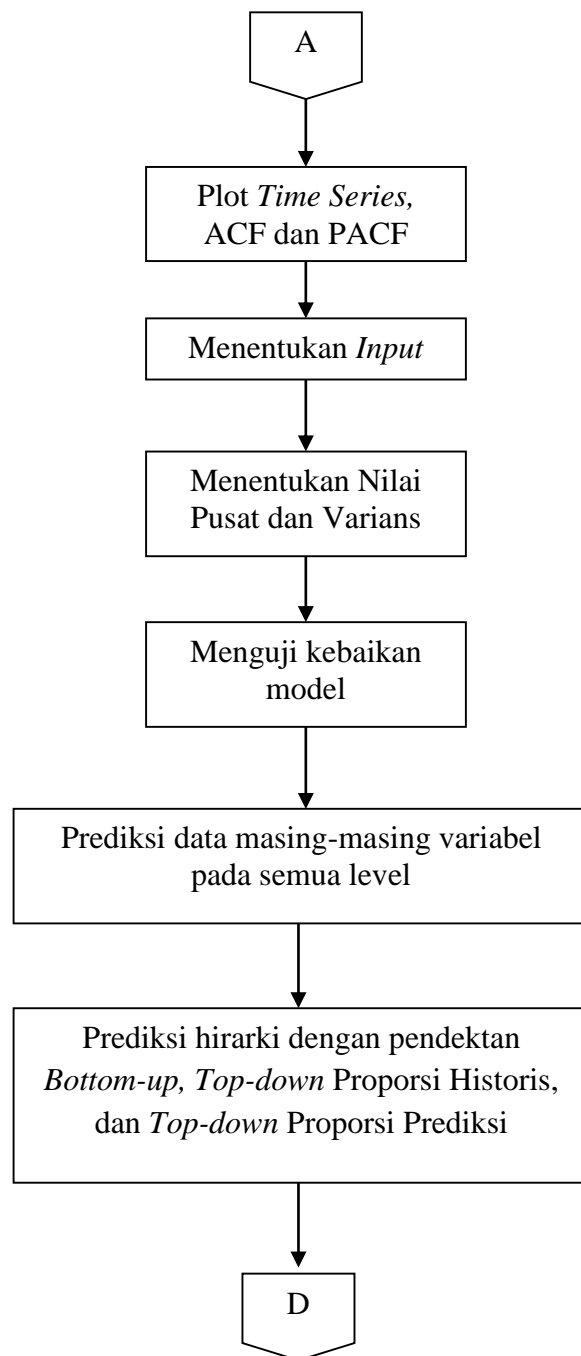 A
Plot Time Series,
ACF dan PACF
Menentukan Input
Menentukan Nilai
Pusat dan Varians
Menguji kebaikan
model
Prediksi data masing-masing variabel
pada semua level
Prediksi hirarki dengan pendektan
Bottom-up, Top-down Proporsi Historis,
dan Top-down Proporsi Prediksi
D